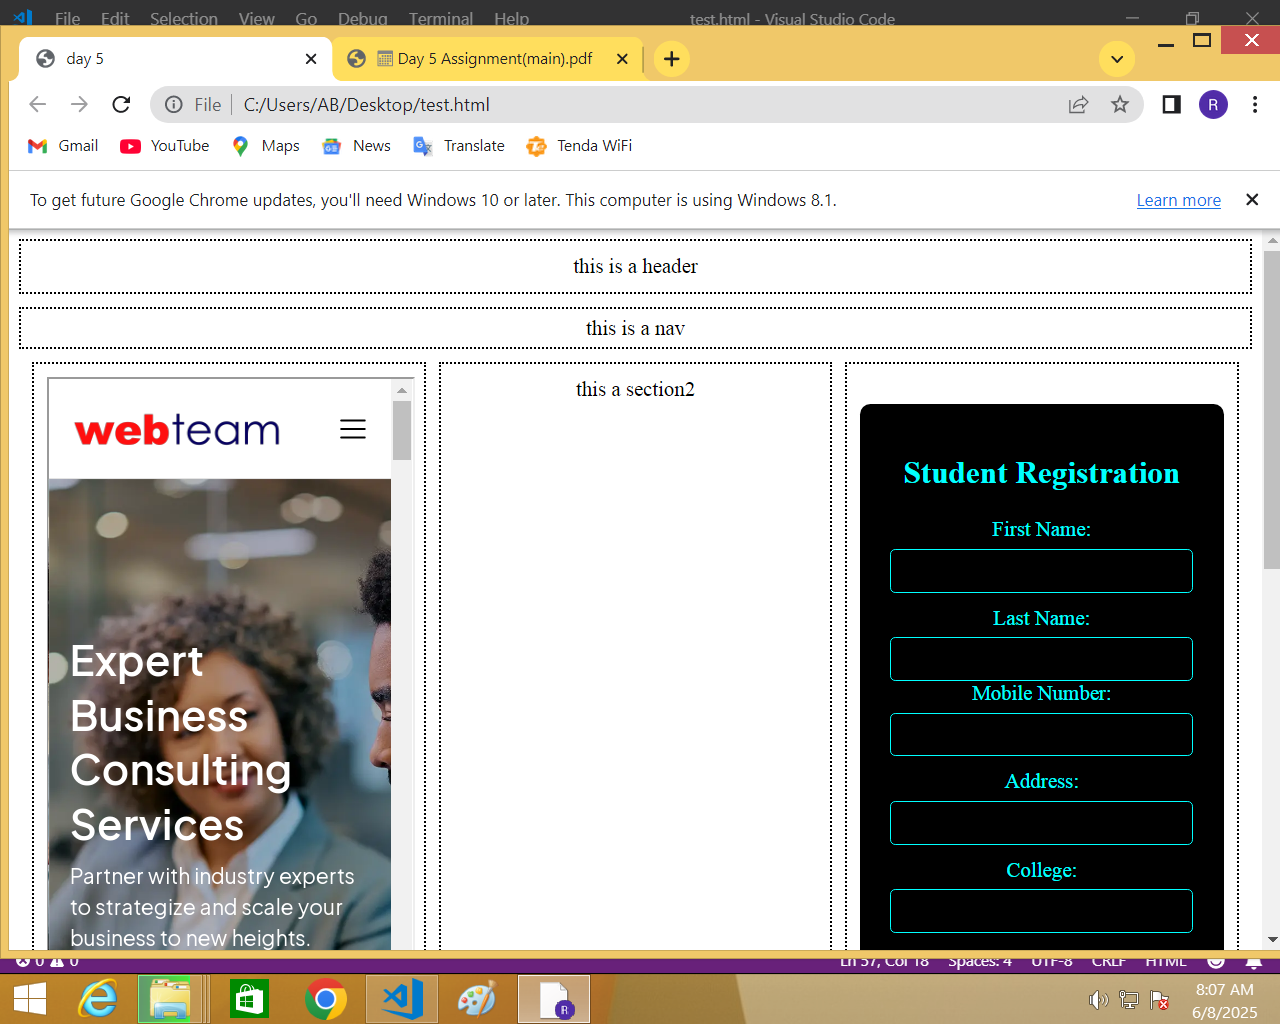 File Edit Selection View Go Debug Terminal Help test.html - Visual Studio Code
day 5
Day 5 Assignment(main).pdf
File C:/Users/AB/Desktop/test.html
R
Gmail YouTube Maps News Translate Tenda WiFi
To get future Google Chrome updates, you'll need Windows 10 or later. This computer is using Windows 8.1. Learn more
this is a header
this is a nav
webteam
Expert
Business
Consulting
Services
Partner with industry experts
to strategize and scale your
business to new heights.
this a section2
Student Registration
First Name:
Last Name:
Mobile Number:
Address:
College:
0 0 Ln 57, Col 18 Spaces: 4 UTF-8 CRLF HTML
R
8:07 AM
6/8/2025